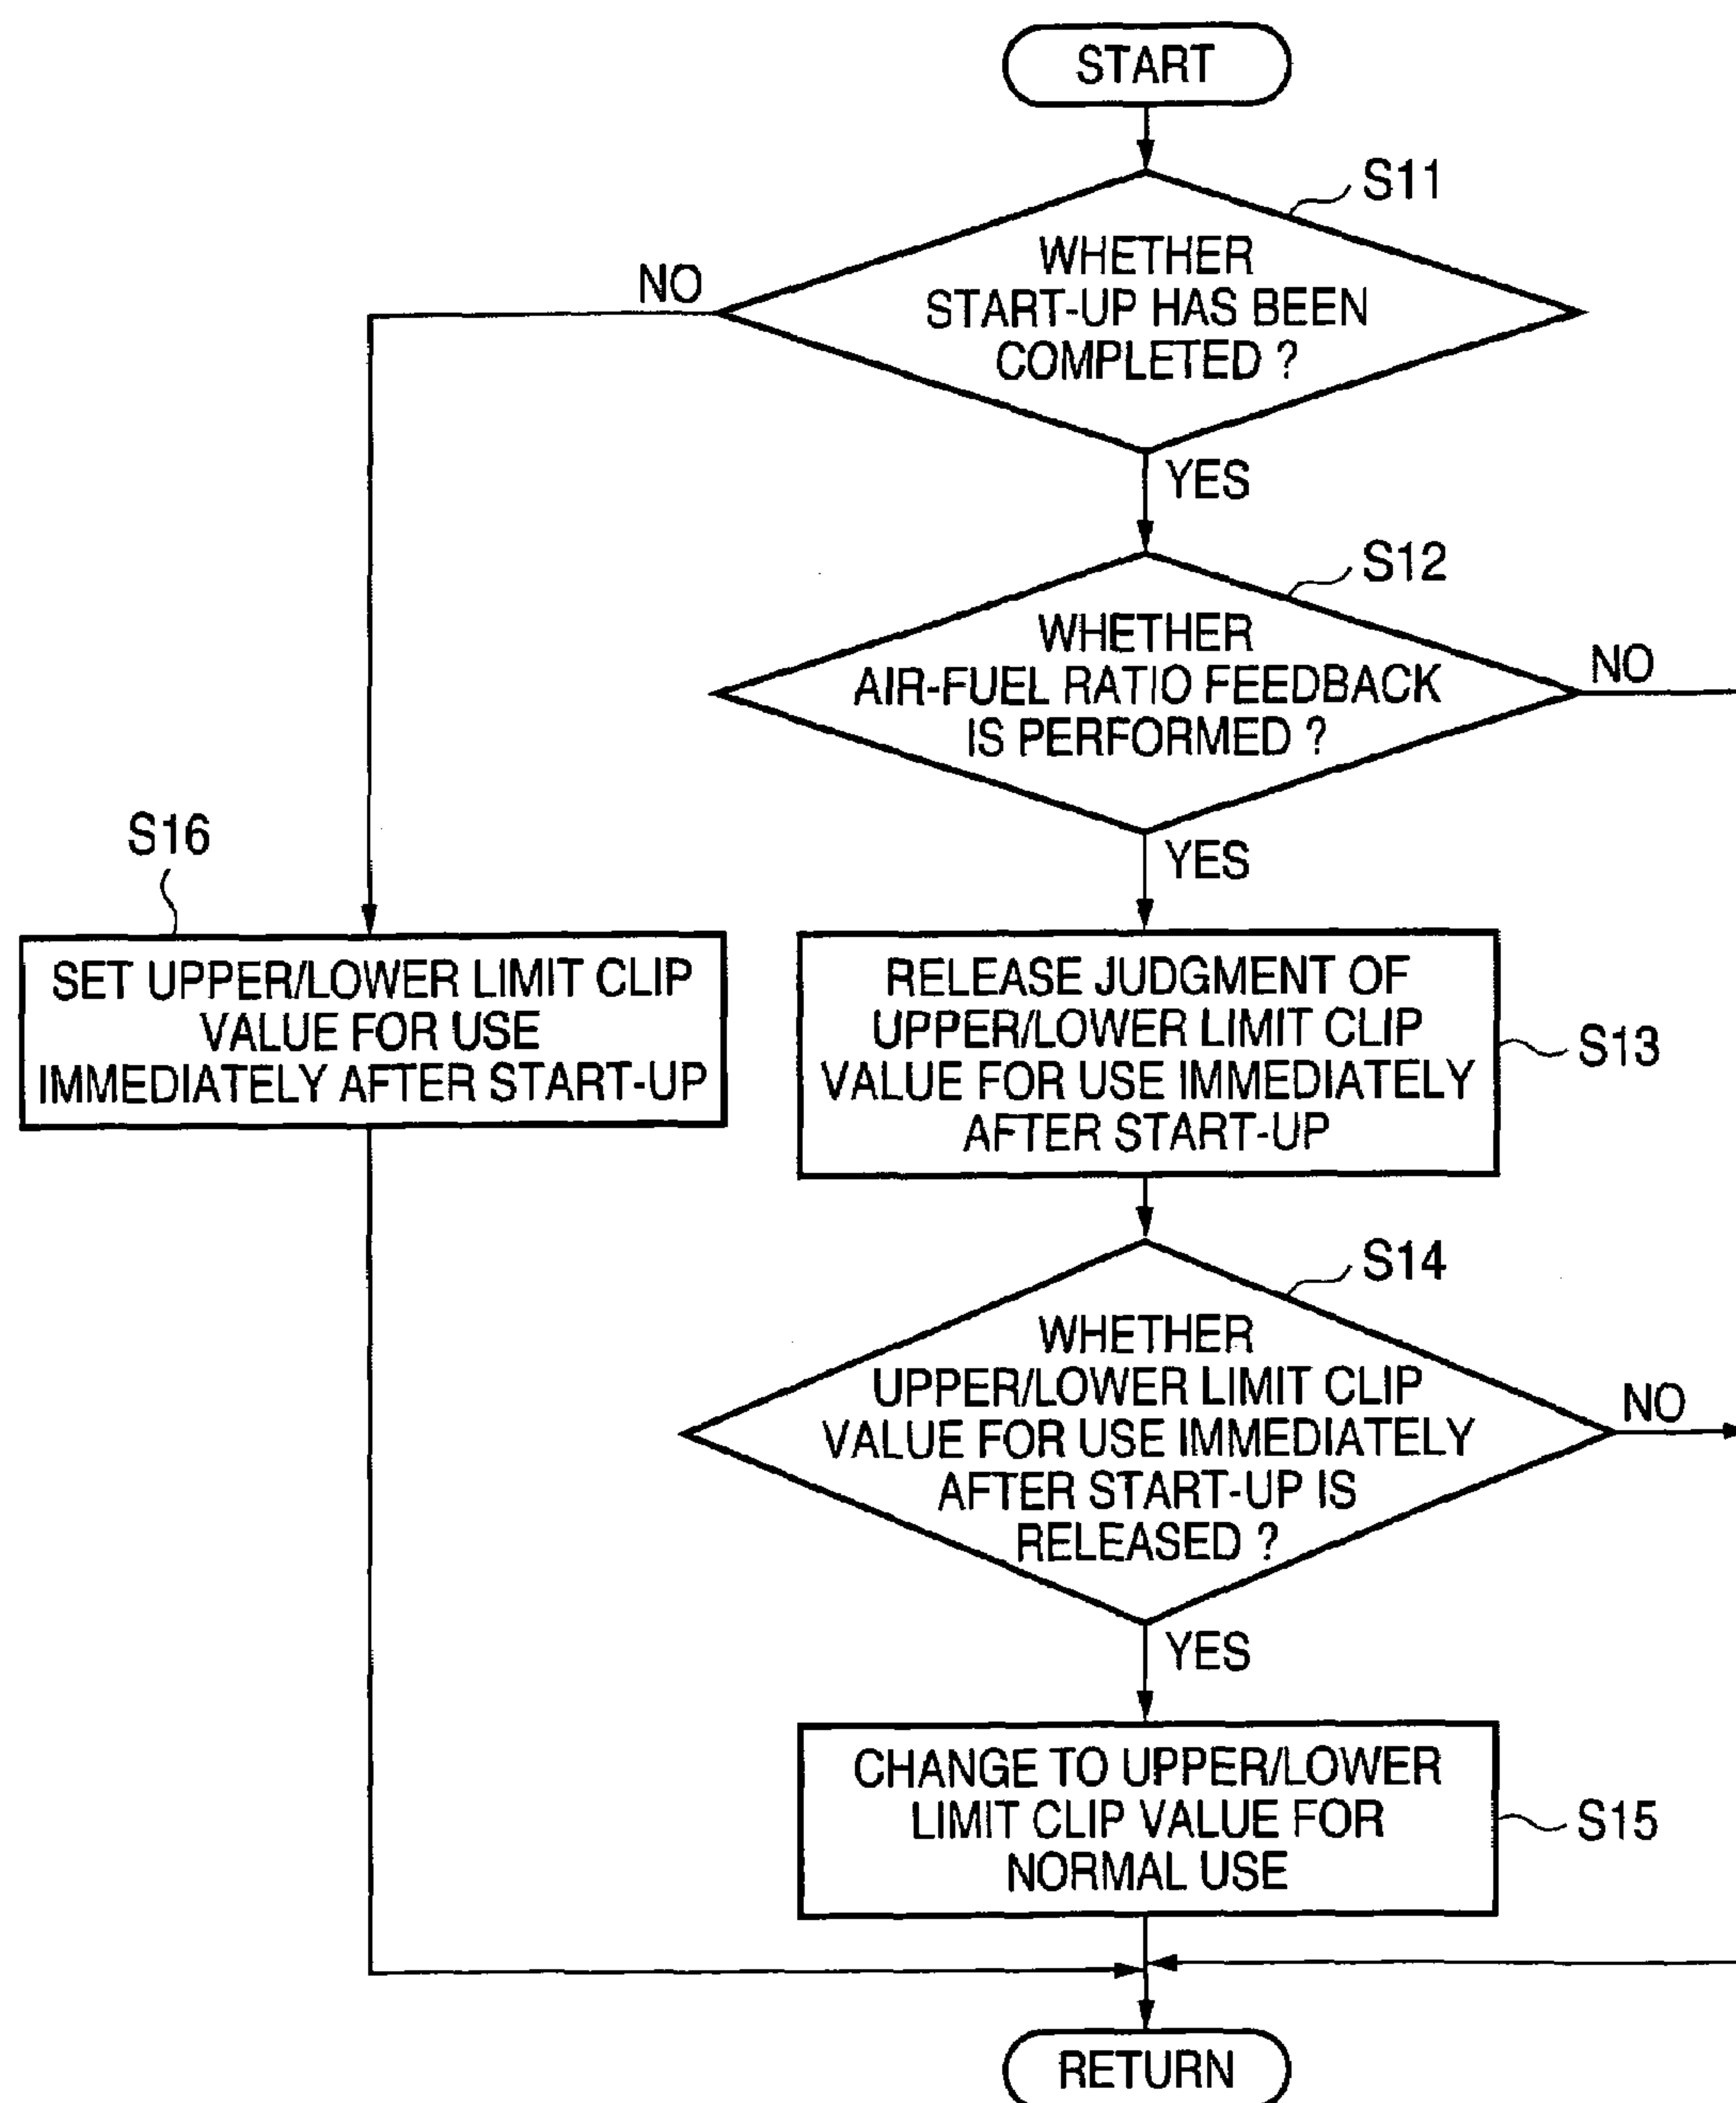 START
S11
WHETHER
START-UP HAS BEEN
COMPLETED ?
NO
YES
S12
WHETHER
AIR-FUEL RATIO FEEDBACK
IS PERFORMED ?
NO
YES
S16
SET UPPER/LOWER LIMIT CLIP
VALUE FOR USE
IMMEDIATELY AFTER START-UP
RELEASE JUDGMENT OF
UPPER/LOWER LIMIT CLIP
VALUE FOR USE IMMEDIATELY
AFTER START-UP
S13
S14
WHETHER
UPPER/LOWER LIMIT CLIP
VALUE FOR USE IMMEDIATELY
AFTER START-UP IS
RELEASED ?
NO
YES
CHANGE TO UPPER/LOWER
LIMIT CLIP VALUE FOR
NORMAL USE
S15
RETURN